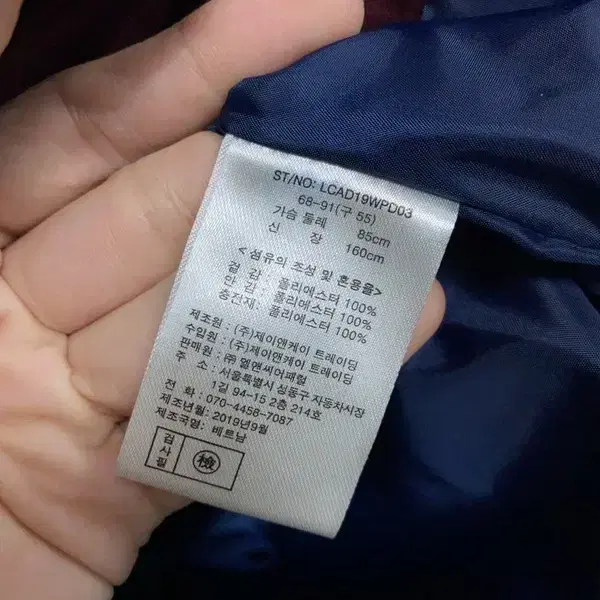 ST/NO: LCAD19WPD03
68-91(구 55)
가슴 둘레 85cm
신 장 160cm
<섬유의 조성 및 혼용율>
겉 감 : 폴리에스터 100%
안 감 : 폴리에스터 100%
충전재: 폴리에스터 100%
제조원 : (주)제이앤케이 트레이딩
수입원 : (주)제이앤케이 트레이딩
판매원 : ㈜ 엘앤씨어패럴
주 소 : 서울특별시 성동구 자동차시장
1길 94-15 2층 214호
전 화 : 070-4458-7087
제조년월 : 2019년9월
제조국형 : 베트남
검사필 檢